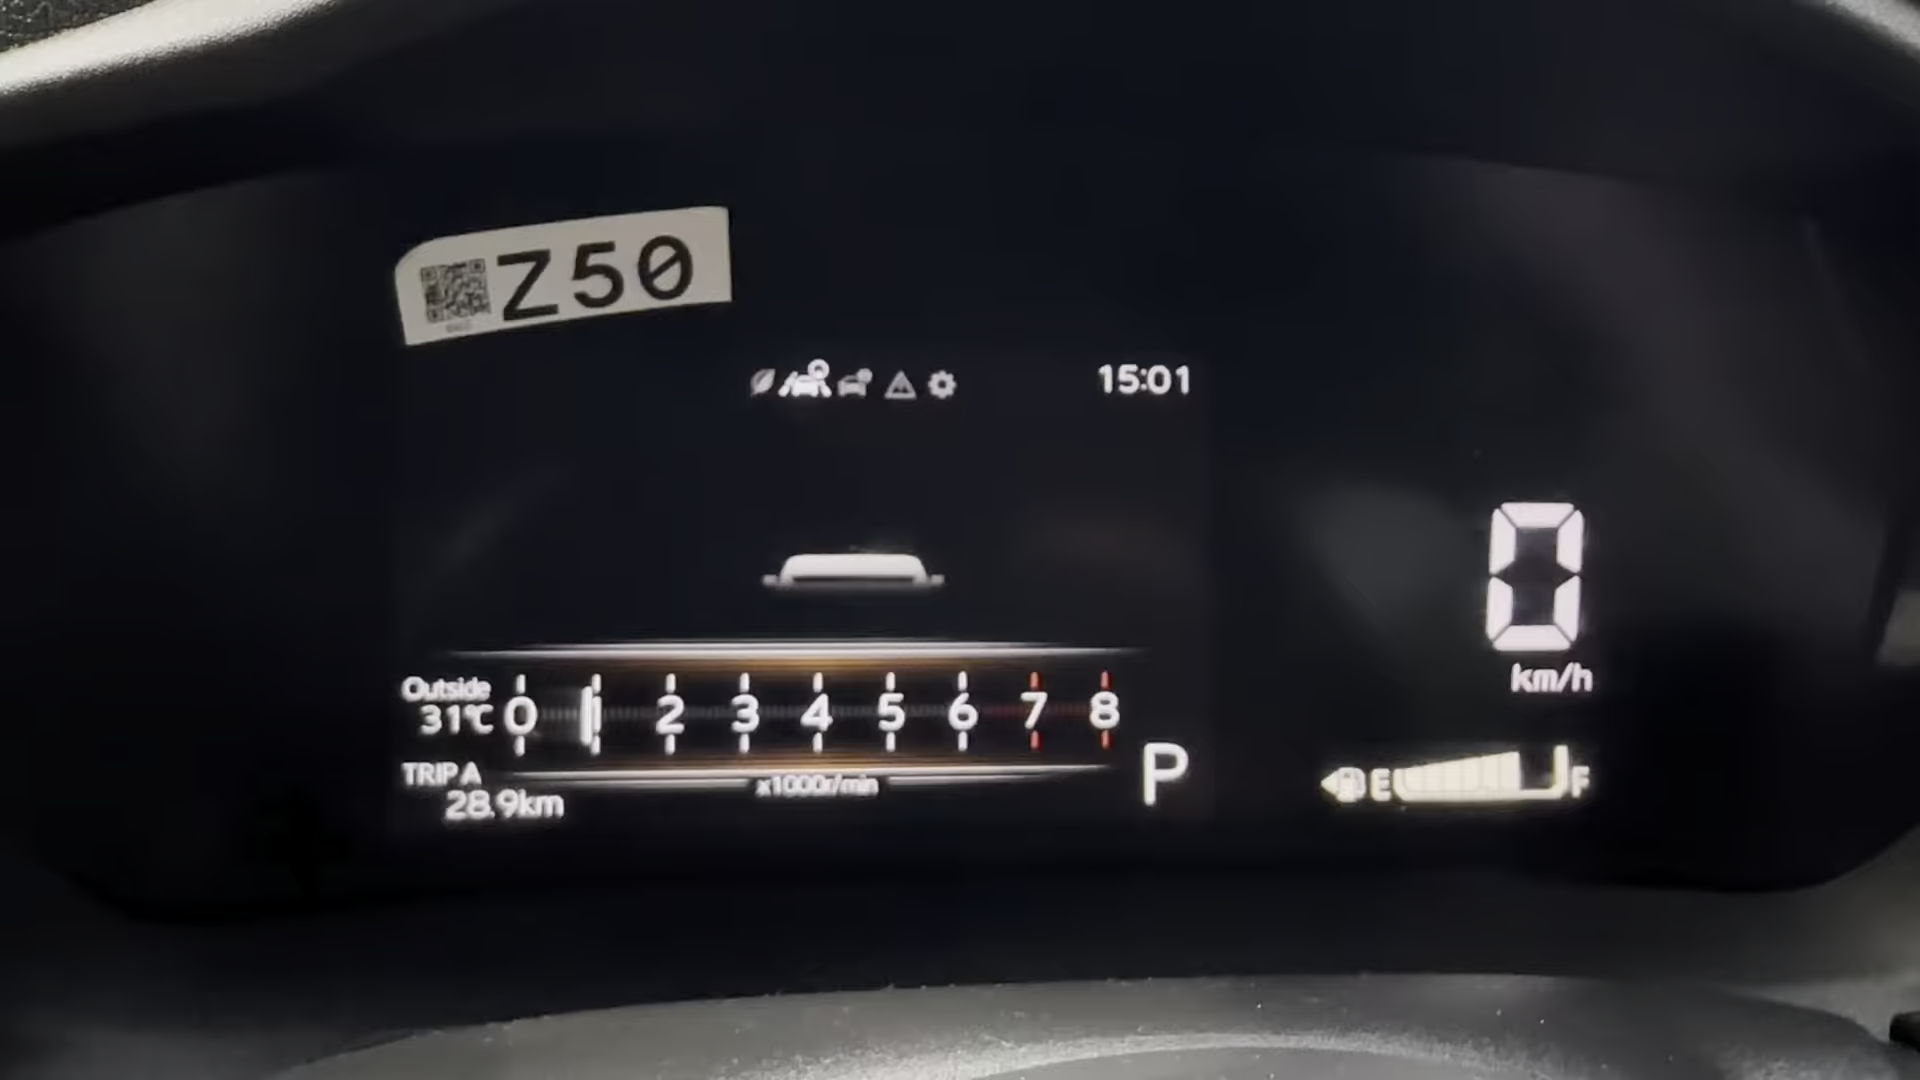 Z50
15:01
0
km/h
Outside
31°C
0 1 2 3 4 5 6 7 8
x1000r/min
TRIP A
28.9km
P
E F